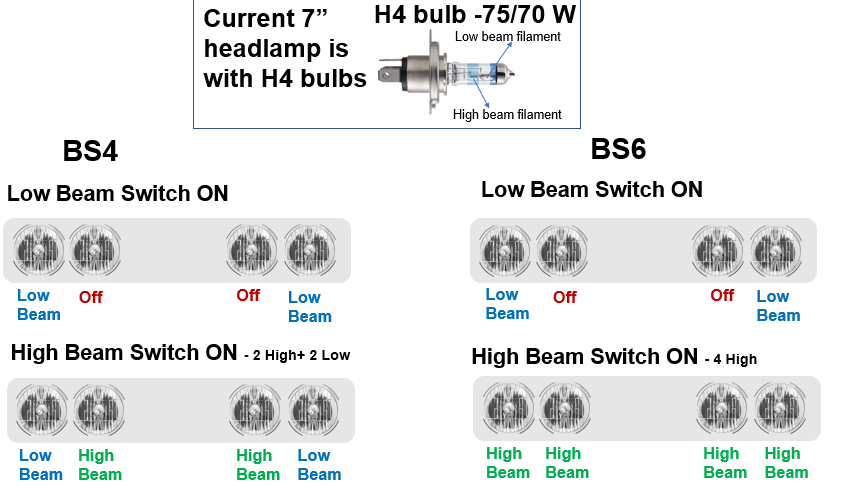 Current 7”
headlamp is
with H4 bulbs
H4 bulb -75/70 W
Low beam filament
High beam filament
BS4
Low Beam Switch ON
Low
Beam
Off
Off
Low
Beam
High Beam Switch ON - 2 High+ 2 Low
Low
Beam
High
Beam
High
Beam
Low
Beam
BS6
Low Beam Switch ON
Low
Beam
Off
Off
Low
Beam
High Beam Switch ON - 4 High
High
Beam
High
Beam
High
Beam
High
Beam